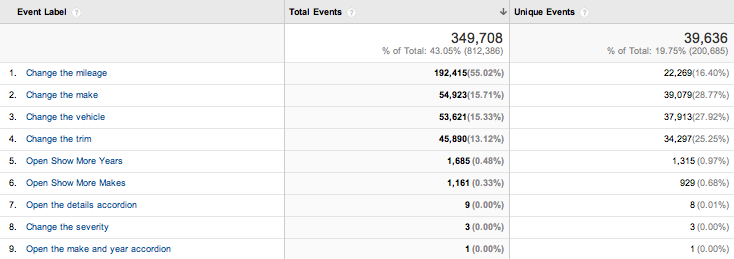 Event Label ? Total Events ? ↓ Unique Events ?
349,708 39,636
% of Total: 43.05% (812,386) % of Total: 19.75% (200,685)
1. Change the mileage 192,415(55.02%) 22,269(16.40%)
2. Change the make 54,923(15.71%) 39,079(28.77%)
3. Change the vehicle 53,621(15.33%) 37,913(27.92%)
4. Change the trim 45,890(13.12%) 34,297(25.25%)
5. Open Show More Years 1,685 (0.48%) 1,315 (0.97%)
6. Open Show More Makes 1,161 (0.33%) 929 (0.68%)
7. Open the details accordion 9 (0.00%) 8 (0.01%)
8. Change the severity 3 (0.00%) 3 (0.00%)
9. Open the make and year accordion 1 (0.00%) 1 (0.00%)